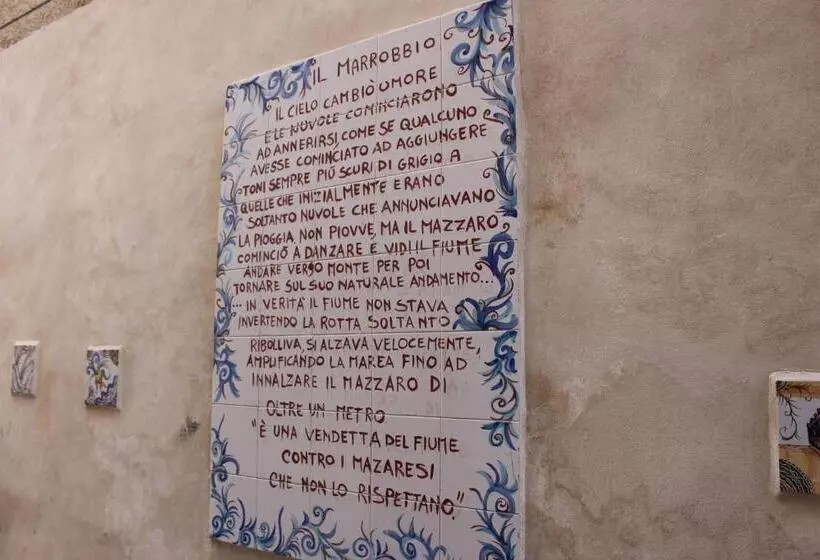 IL MARROBBIO
IL CIELO CAMBIÒ UMORE
E LE NUVOLE COMINCIARONO
AD ANNERIRSI, COME SE QUALCUNO
AVESSE COMINCIATO AD AGGIUNGERE
TONI SEMPRE PIÙ SCURI DI GRIGIO A
QUELLE CHE INIZIALMENTE ERANO
SOLTANTO NUVOLE CHE ANNUNCIAVANO
LA PIOGGIA. NON PIOVVE, MA IL MAZZARO
COMINCIÒ A DANZARE E VIDI IL FIUME
ANDARE VERSO MONTE PER POI
TORNARE SUL SUO NATURALE ANDAMENTO...
... IN VERITÀ IL FIUME NON STAVA
INVERTENDO LA ROTTA SOLTANTO
RIBOLLIVA, SI ALZAVA VELOCEMENTE,
AMPLIFICANDO LA MAREA FINO AD
INNALZARE IL MAZZARO DI
OLTRE UN METRO
"È UNA VENDETTA DEL FIUME
CONTRO I MAZARESI
CHE NON LO RISPETTANO."